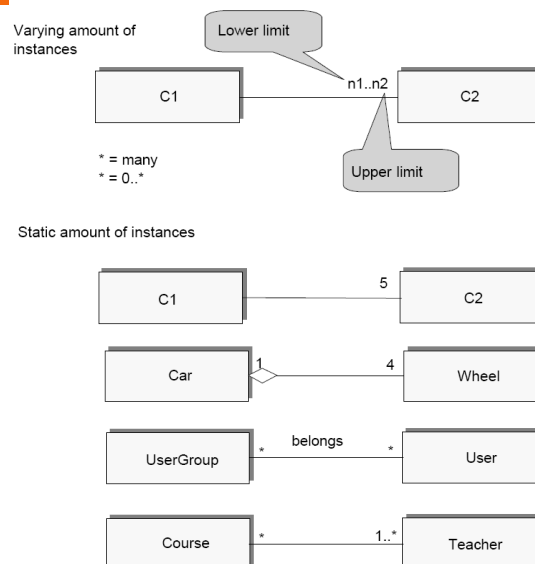 Varying amount of
instances
Lower limit
n1..n2
C1
C2
* = many
* = 0..*
Upper limit
Static amount of instances
C1
5
C2
Car
1
4
Wheel
UserGroup
*
belongs
*
User
Course
*
1..*
Teacher